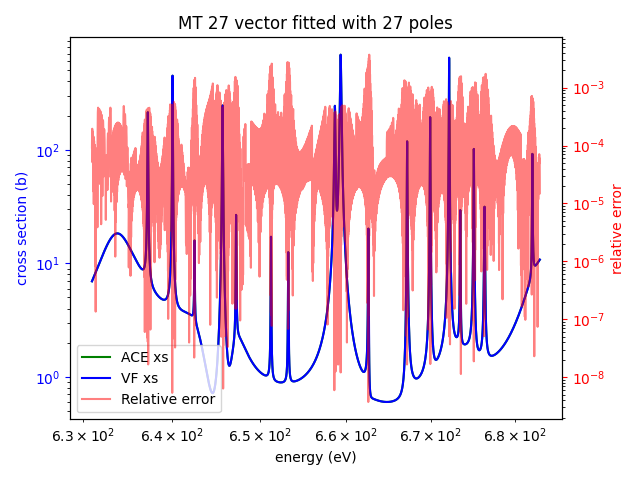 MT 27 vector fitted with 27 poles
cross section (b)
10²
10¹
10⁰
10⁻³
10⁻⁴
10⁻⁵
10⁻⁶
10⁻⁷
10⁻⁸
relative error
ACE xs
VF xs
Relative error
6.3 × 10² 6.4 × 10² 6.5 × 10² 6.6 × 10² 6.7 × 10² 6.8 × 10²
energy (eV)